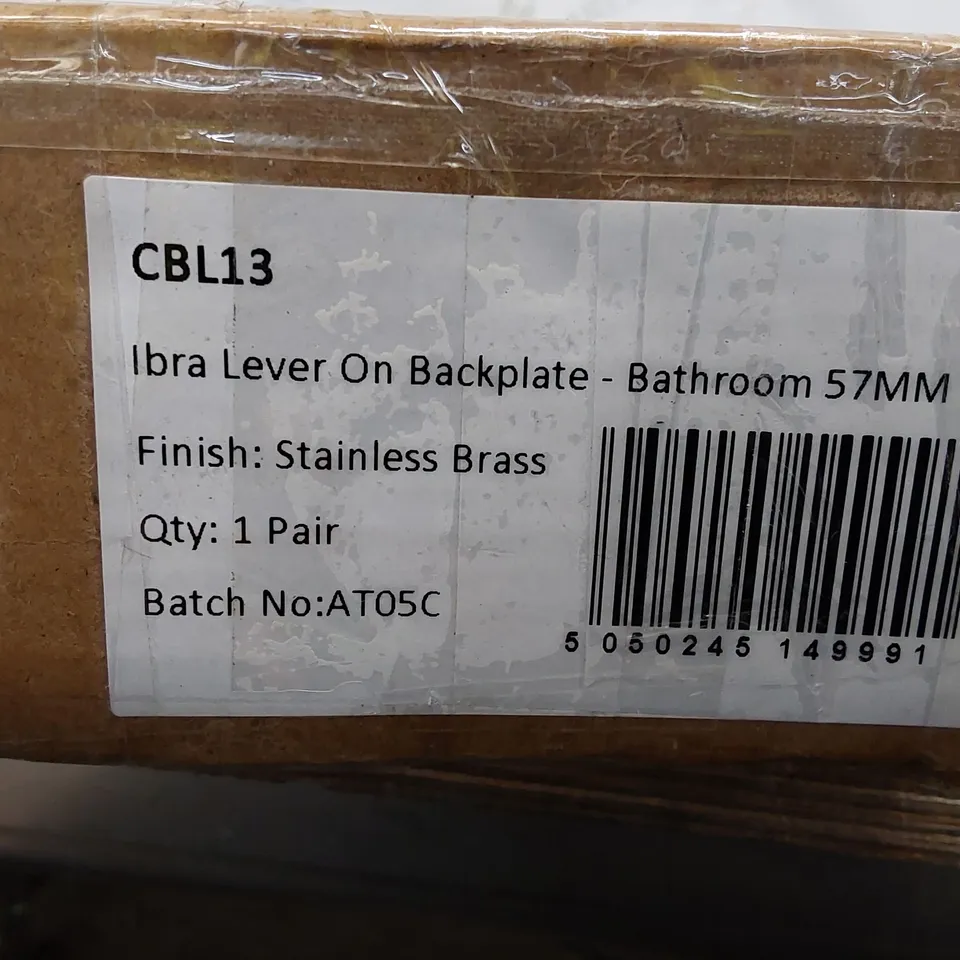 CBL13
Ibra Lever On Backplate - Bathroom 57MM
Finish: Stainless Brass
Qty: 1 Pair
Batch No:AT05C
5 050245 149991